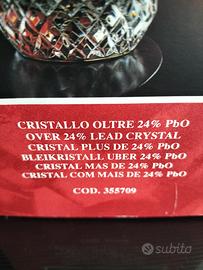 CRISTALLO OLTRE 24% PbO
OVER 24% LEAD CRYSTAL
CRISTAL PLUS DE 24% PbO
BLEIKRISTALL UBER 24% PbO
CRISTAL MAS DE 24% PbO
CRISTAL COM MAIS DE 24% PbO
COD. 355709
subito